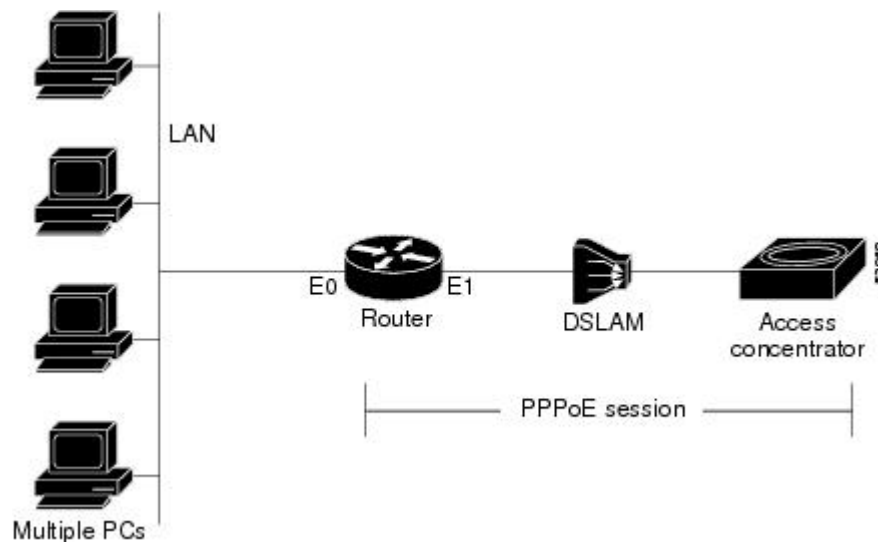 LAN
E0
E1
Router
DSLAM
Access
concentrator
PPPoE session
Multiple PCs